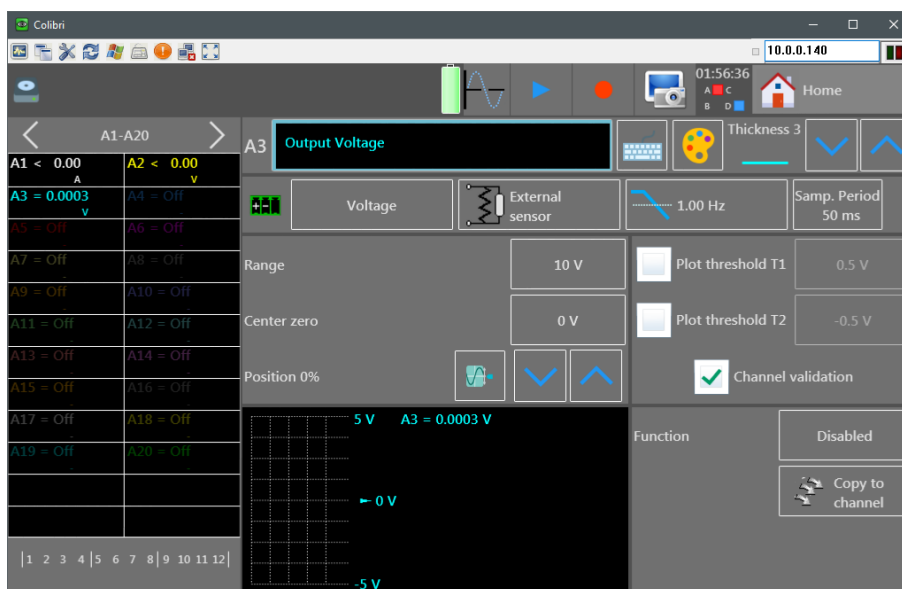 Colibri
10.0.0.140
01:56:36
A C
B D
Home
A1-A20
A3
Output Voltage
Thickness 3
A1 < 0.00
A
A2 < 0.00
V
A3 = 0.0003
V
A4 = Off
A5 = Off
A6 = Off
A7 = Off
A8 = Off
A9 = Off
A10 = Off
A11 = Off
A12 = Off
A13 = Off
A14 = Off
A15 = Off
A16 = Off
A17 = Off
A18 = Off
A19 = Off
A20 = Off
1 2 3 4 5 6 7 8 9 10 11 12
Voltage
External
sensor
1.00 Hz
Samp. Period
50 ms
Range
10 V
Center zero
0 V
Position 0%
Plot threshold T1
0.5 V
Plot threshold T2
-0.5 V
Channel validation
5 V
A3 = 0.0003 V
0 V
-5 V
Function
Disabled
Copy to
channel